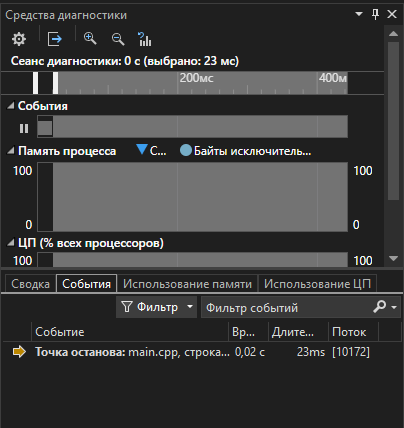 Средства диагностики
Сеанс диагностики: 0 с (выбрано: 23 мс)
200мс 400м
События
Память процесса С... Байты исключитель...
100 100
0 0
ЦП (% всех процессоров)
100 100
Сводка События Использование памяти Использование ЦП
Фильтр Фильтр событий
Событие Вр... Длите... Поток
Точка останова: main.cpp, строка... 0,02 с 23ms [10172]